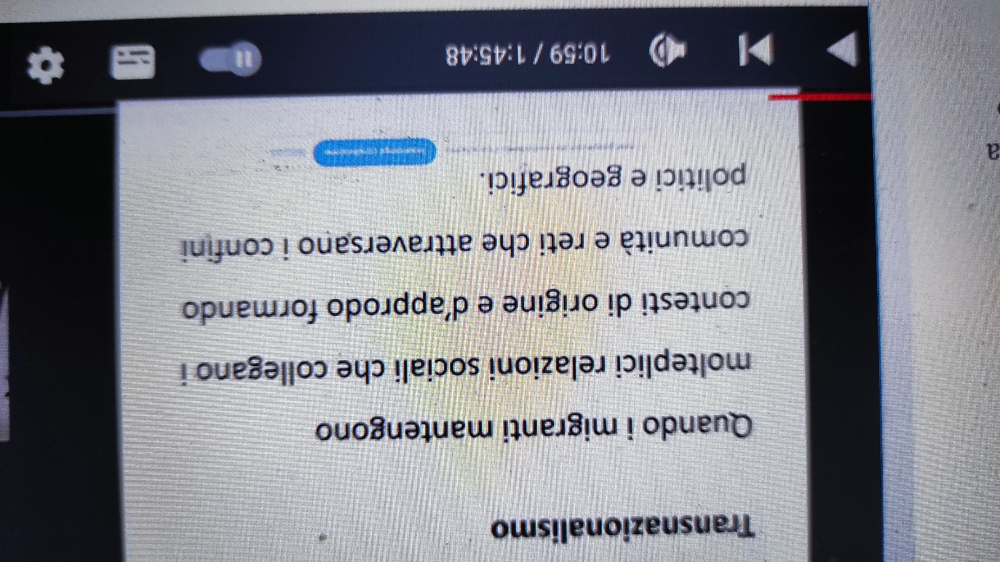 Transnazionalismo
Quando i migranti mantengono
molteplici relazioni sociali che collegano i
contesti di origine e d'approdo formando
comunità e reti che attraversano i confini
politici e geografici.
10:59 / 1:45:48
a